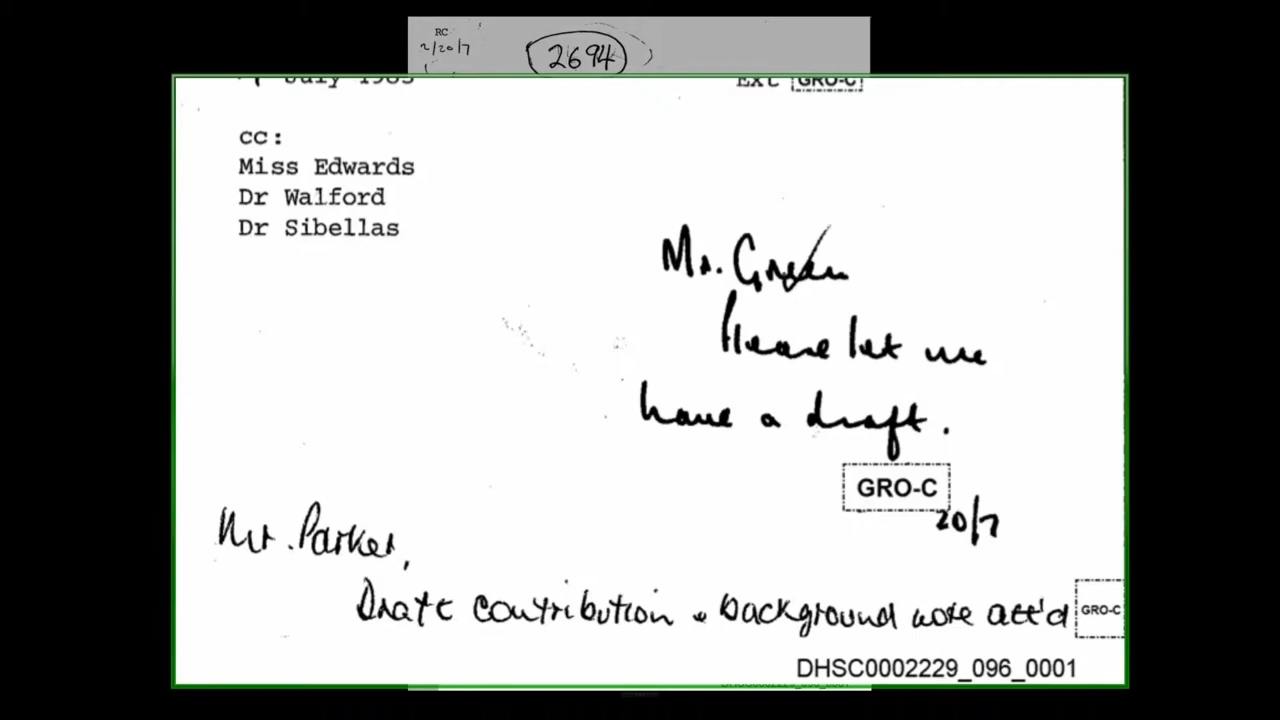 RC
2/20/7
2694
July 1983
Ext GRO-C
cc:
Miss Edwards
Dr Walford
Dr Sibellas
Mr. Green
Please let me
have a draft.
GRO-C
20/7
Mr. Parker,
Draft contribution & background note att'd GRO-C
DHSC0002229_096_0001